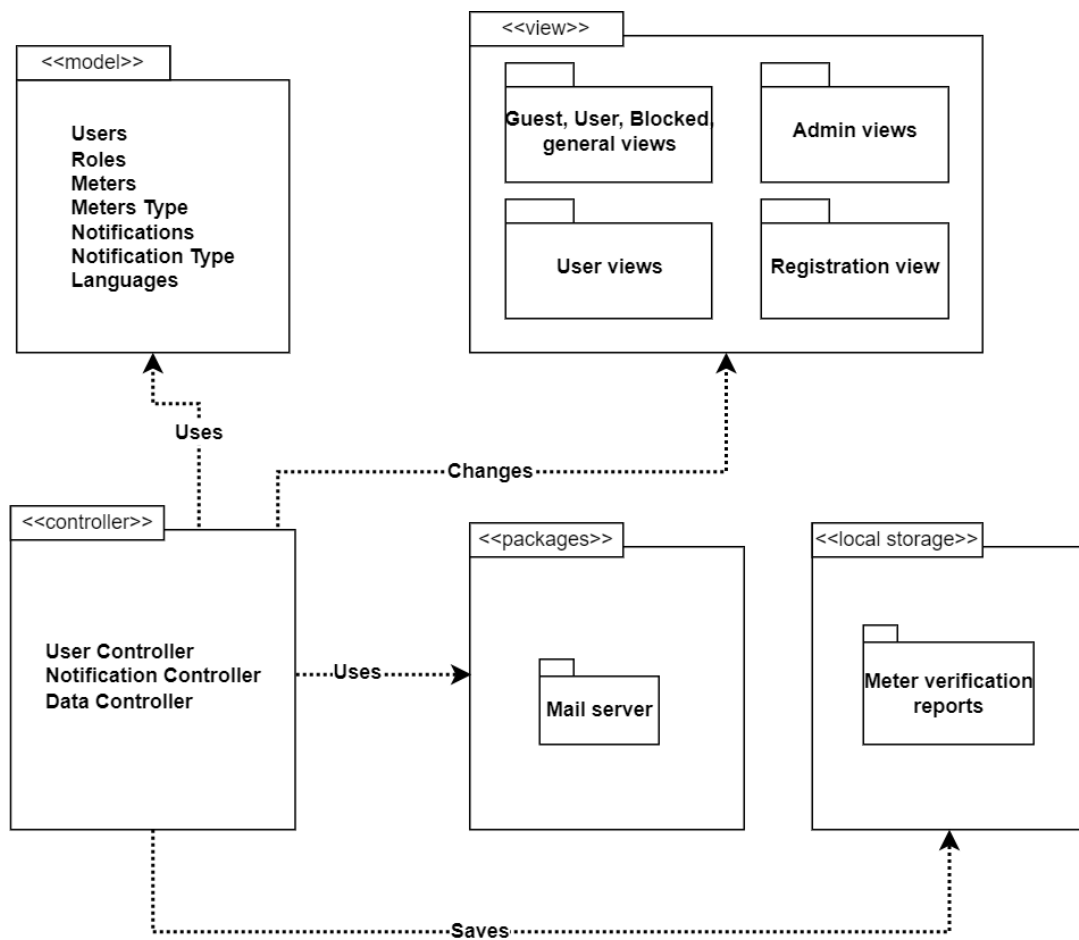 <<model>>
Users
Roles
Meters
Meters Type
Notifications
Notification Type
Languages
<<view>>
Guest, User, Blocked,
general views
Admin views
User views
Registration view
Uses
Changes
<<controller>>
User Controller
Notification Controller
Data Controller
Uses
<<packages>>
Mail server
<<local storage>>
Meter verification
reports
Saves